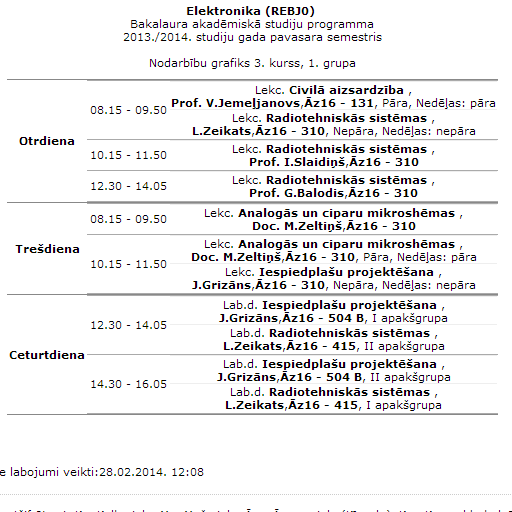 Elektronika (REBJ0)
Bakalaura akadēmiskā studiju programma
2013./2014. studiju gada pavasara semestris
Nodarbību grafiks 3. kurss, 1. grupa
Otrdiena
08.15 - 09.50
Lekc. Civilā aizsardzība ,
Prof. V.Jemeļjanovs,Āz16 - 131, Pāra, Nedēļas: pāra
Lekc. Radiotehniskās sistēmas ,
L.Zeikats,Āz16 - 310, Nepāra, Nedēļas: nepāra
10.15 - 11.50
Lekc. Radiotehniskās sistēmas ,
Prof. I.Slaidiņš,Āz16 - 310
12.30 - 14.05
Lekc. Radiotehniskās sistēmas ,
Prof. G.Balodis,Āz16 - 310
Trešdiena
08.15 - 09.50
Lekc. Analogās un ciparu mikroshēmas ,
Doc. M.Zeltiņš,Āz16 - 310
10.15 - 11.50
Lekc. Analogās un ciparu mikroshēmas ,
Doc. M.Zeltiņš,Āz16 - 310, Pāra, Nedēļas: pāra
Lekc. Iespiedplašu projektēšana ,
J.Grizāns,Āz16 - 310, Nepāra, Nedēļas: nepāra
Ceturtdiena
12.30 - 14.05
Lab.d. Iespiedplašu projektēšana ,
J.Grizāns,Āz16 - 504 B, I apakšgrupa
Lab.d. Radiotehniskās sistēmas ,
L.Zeikats,Āz16 - 415, II apakšgrupa
14.30 - 16.05
Lab.d. Iespiedplašu projektēšana ,
J.Grizāns,Āz16 - 504 B, II apakšgrupa
Lab.d. Radiotehniskās sistēmas ,
L.Zeikats,Āz16 - 415, I apakšgrupa
e labojumi veikti:28.02.2014. 12:08